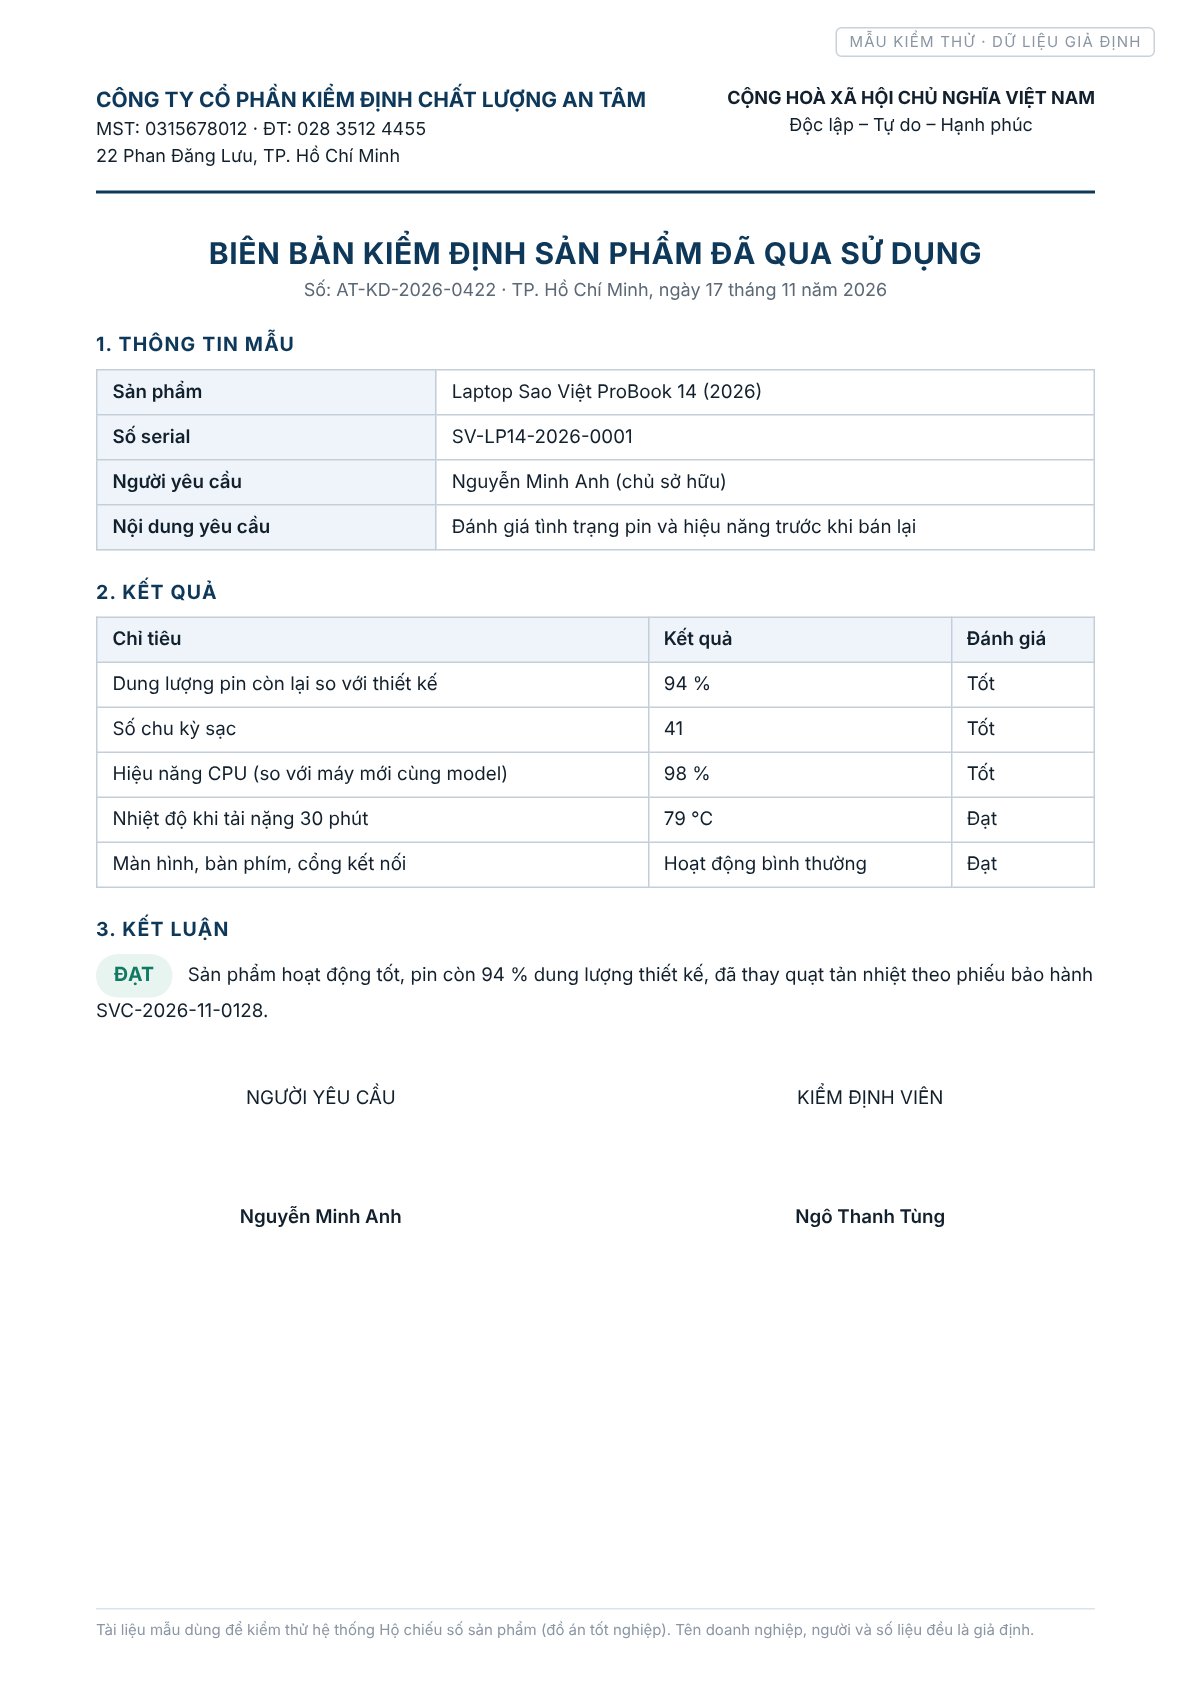 MẪU KIỂM THỬ · DỮ LIỆU GIẢ ĐỊNH
CÔNG TY CỔ PHẦN KIỂM ĐỊNH CHẤT LƯỢNG AN TÂM
MST: 0315678012 · ĐT: 028 3512 4455
22 Phan Đăng Lưu, TP. Hồ Chí Minh
CỘNG HOÀ XÃ HỘI CHỦ NGHĨA VIỆT NAM
Độc lập – Tự do – Hạnh phúc
BIÊN BẢN KIỂM ĐỊNH SẢN PHẨM ĐÃ QUA SỬ DỤNG
Số: AT-KD-2026-0422 · TP. Hồ Chí Minh, ngày 17 tháng 11 năm 2026
1. THÔNG TIN MẪU
Sản phẩm Laptop Sao Việt ProBook 14 (2026)
Số serial SV-LP14-2026-0001
Người yêu cầu Nguyễn Minh Anh (chủ sở hữu)
Nội dung yêu cầu Đánh giá tình trạng pin và hiệu năng trước khi bán lại
2. KẾT QUẢ
Chỉ tiêu Kết quả Đánh giá
Dung lượng pin còn lại so với thiết kế 94 % Tốt
Số chu kỳ sạc 41 Tốt
Hiệu năng CPU (so với máy mới cùng model) 98 % Tốt
Nhiệt độ khi tải nặng 30 phút 79 °C Đạt
Màn hình, bàn phím, cổng kết nối Hoạt động bình thường Đạt
3. KẾT LUẬN
ĐẠT Sản phẩm hoạt động tốt, pin còn 94 % dung lượng thiết kế, đã thay quạt tản nhiệt theo phiếu bảo hành
SVC-2026-11-0128.
NGƯỜI YÊU CẦU KIỂM ĐỊNH VIÊN
Nguyễn Minh Anh Ngô Thanh Tùng
Tài liệu mẫu dùng để kiểm thử hệ thống Hộ chiếu số sản phẩm (đồ án tốt nghiệp). Tên doanh nghiệp, người và số liệu đều là giả định.